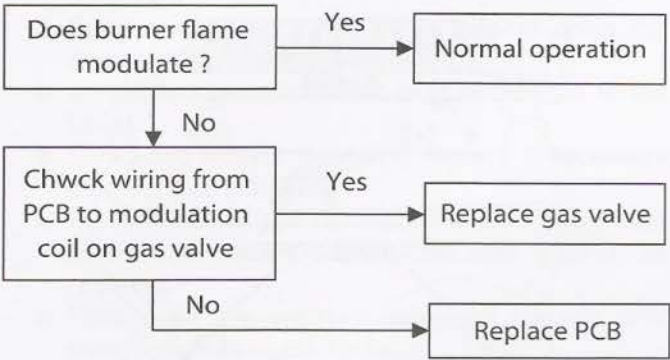 Does burner flame
modulate ?
Yes
Normal operation
No
Chwck wiring from
PCB to modulation
coil on gas valve
Yes
Replace gas valve
No
Replace PCB